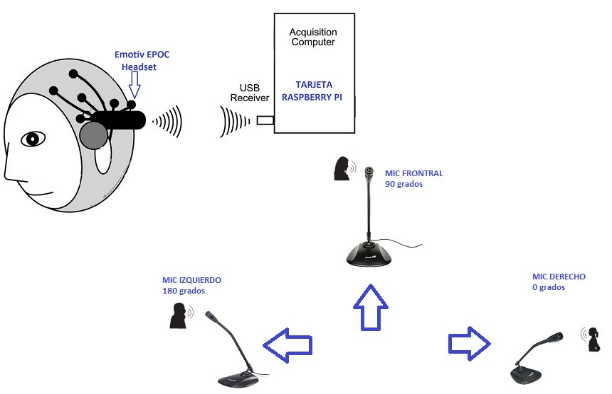 Acquisition
Computer
Emotiv EPOC
Headset
USB
Receiver
TARJETA
RASPBERRY PI
MIC FRONTRAL
90 grados
MIC IZQUIERDO
180 grados
MIC DERECHO
0 grados